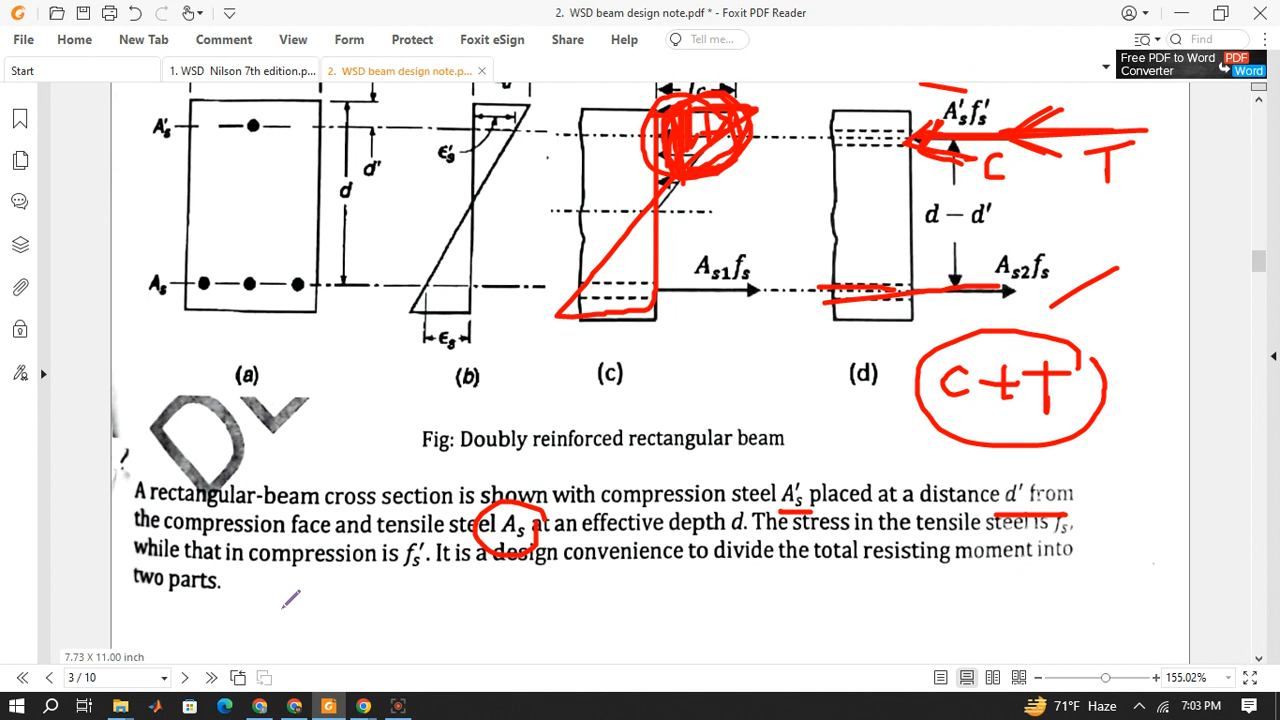 2. WSD beam design note.pdf * - Foxit PDF Reader
File Home New Tab Comment View Form Protect Foxit eSign Share Help Tell me... Find
Start 1. WSD Nilson 7th edition.p... 2. WSD beam design note.p...
Free PDF to Word Converter PDF Word
A's d" d As
ϵ's ϵs
As1fs
A's f's C T
d − d'
As2fs
C + T
(a) (b) (c) (d)
Fig: Doubly reinforced rectangular beam
A rectangular-beam cross section is shown with compression steel A's placed at a distance d' from
the compression face and tensile steel As at an effective depth d. The stress in the tensile steel is fs,
while that in compression is f's. It is a design convenience to divide the total resisting moment into
two parts.
7.73 x 11.00 inch
3 / 10 155.02%
71°F Haze 7:03 PM